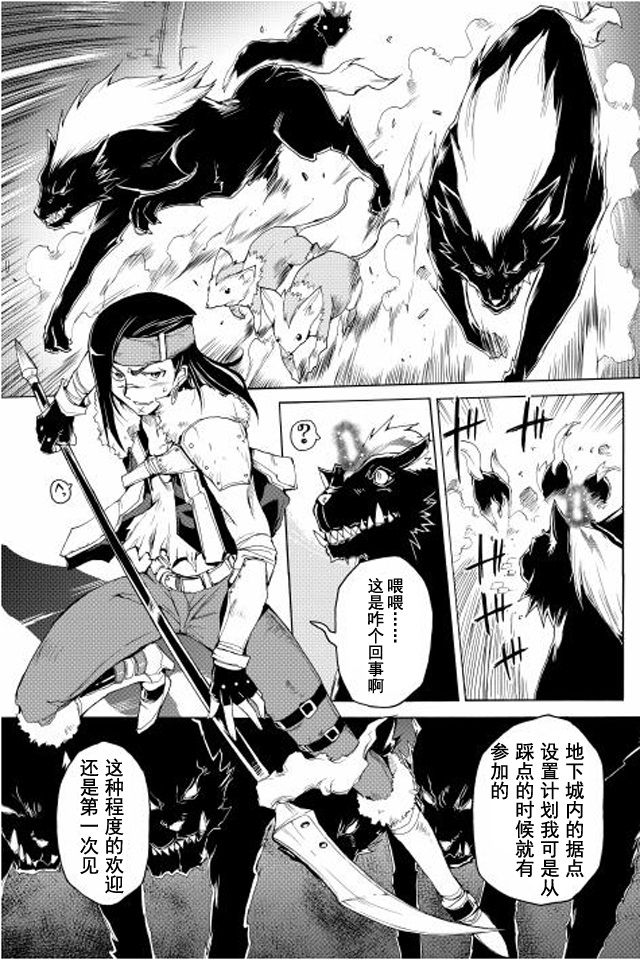 ?
喂喂……
这是咋个回事啊
地下城内的据点
设置计划我可是从
踩点的时候就有
参加的
这种程度的欢迎
还是第一次见